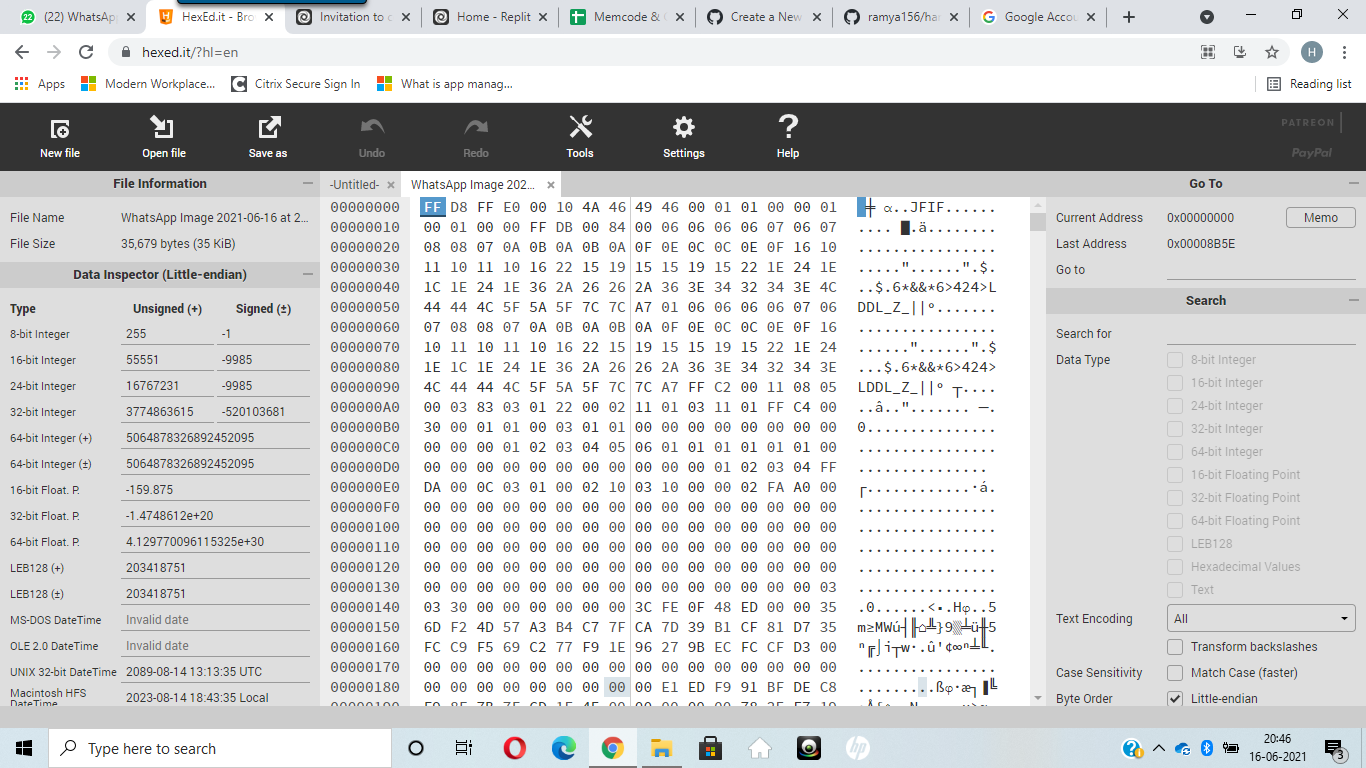 (22) WhatsApp
HexEd.it - Bro
Invitation to c
Home - Replit
Memcode & 
Create a New
ramya156/har
Google Accou
hexed.it/?hl=en
H
Apps
Modern Workplace...
Citrix Secure Sign In
What is app manag...
Reading list
New file
Open file
Save as
Undo
Redo
Tools
Settings
Help
PATREON
PayPal
File Information
File Name WhatsApp Image 2021-06-16 at 2...
File Size 35,679 bytes (35 KiB)
Data Inspector (Little-endian)
Type Unsigned (+) Signed (±)
8-bit Integer 255 -1
16-bit Integer 55551 -9985
24-bit Integer 16767231 -9985
32-bit Integer 3774863615 -520103681
64-bit Integer (+) 5064878326892452095
64-bit Integer (±) 5064878326892452095
16-bit Float. P. -159.875
32-bit Float. P. -1.4748612e+20
64-bit Float. P. 4.129770096115325e+30
LEB128 (+) 203418751
LEB128 (±) 203418751
MS-DOS DateTime Invalid date
OLE 2.0 DateTime Invalid date
UNIX 32-bit DateTime 2089-08-14 13:13:35 UTC
Macintosh HFS DateTime 2023-08-14 18:43:35 Local
-Untitled-
WhatsApp Image 202...
00000000 FF D8 FF E0 00 10 4A 46 49 46 00 01 01 00 00 01 ╪ α..JFIF......
00000010 00 01 00 00 FF DB 00 84 00 06 06 06 06 07 06 07 .... █.ä........
00000020 08 08 07 0A 0B 0A 0B 0A 0F 0E 0C 0C 0E 0F 16 10 ................
00000030 11 10 11 10 16 22 15 19 15 15 19 15 22 1E 24 1E ....."......".$.
00000040 1C 1E 24 1E 36 2A 26 26 2A 36 3E 34 32 34 3E 4C ..$.6*&&*6>424>L
00000050 44 44 4C 5F 5A 5F 7C 7C A7 01 06 06 06 06 07 06 DDL_Z_||º.......
00000060 07 08 08 07 0A 0B 0A 0B 0A 0F 0E 0C 0C 0E 0F 16 ................
00000070 10 11 10 11 10 16 22 15 19 15 15 19 15 22 1E 24 ......"......".$
00000080 1E 1C 1E 24 1E 36 2A 26 26 2A 36 3E 34 32 34 3E ...$.6*&&*6>424>
00000090 4C 44 44 4C 5F 5A 5F 7C 7C A7 FF C2 00 11 08 05 LDDL_Z_||º ┬....
000000A0 00 03 83 03 01 22 00 02 11 01 03 11 01 FF C4 00 ..â.."....... ─.
000000B0 30 00 01 01 00 03 01 01 00 00 00 00 00 00 00 00 0...............
000000C0 00 00 00 01 02 03 04 05 06 01 01 01 01 01 01 00 ................
000000D0 00 00 00 00 00 00 00 00 00 00 00 01 02 03 04 FF ...............
000000E0 DA 00 0C 03 01 00 02 10 03 10 00 00 02 FA A0 00 ┌............·á.
000000F0 00 00 00 00 00 00 00 00 00 00 00 00 00 00 00 00 ................
00000100 00 00 00 00 00 00 00 00 00 00 00 00 00 00 00 00 ................
00000110 00 00 00 00 00 00 00 00 00 00 00 00 00 00 00 00 ................
00000120 00 00 00 00 00 00 00 00 00 00 00 00 00 00 00 00 ................
00000130 00 00 00 00 00 00 00 00 00 00 00 00 00 00 00 03 ................
00000140 03 30 00 00 00 00 00 00 3C FE 0F 48 ED 00 00 35 .0......<▪.Hφ..5
00000150 6D F2 4D 57 A3 B4 C7 7F CA 7D 39 B1 CF 81 D7 35 m≥MWú┤╟⌂╩}9▒╧ü╫5
00000160 FC C9 F5 69 C2 77 F9 1E 96 27 9B EC FC CF D3 00 ⁿ╔⌡i┬w∙.û'¢∞ⁿ╧╙.
00000170 00 00 00 00 00 00 00 00 00 00 00 00 00 00 00 00 ................
00000180 00 00 00 00 00 00 00 00 00 E1 ED F9 91 BF DE C8 .........ßφ∙æ┐▐╚
Go To
Current Address 0x00000000 Memo
Last Address 0x00008B5E
Go to
Search
Search for
Data Type
8-bit Integer
16-bit Integer
24-bit Integer
32-bit Integer
64-bit Integer
16-bit Floating Point
32-bit Floating Point
64-bit Floating Point
LEB128
Hexadecimal Values
Text
Text Encoding All
Transform backslashes
Case Sensitivity Match Case (faster)
Byte Order Little-endian
Type here to search
hp
20:46
16-06-2021
3